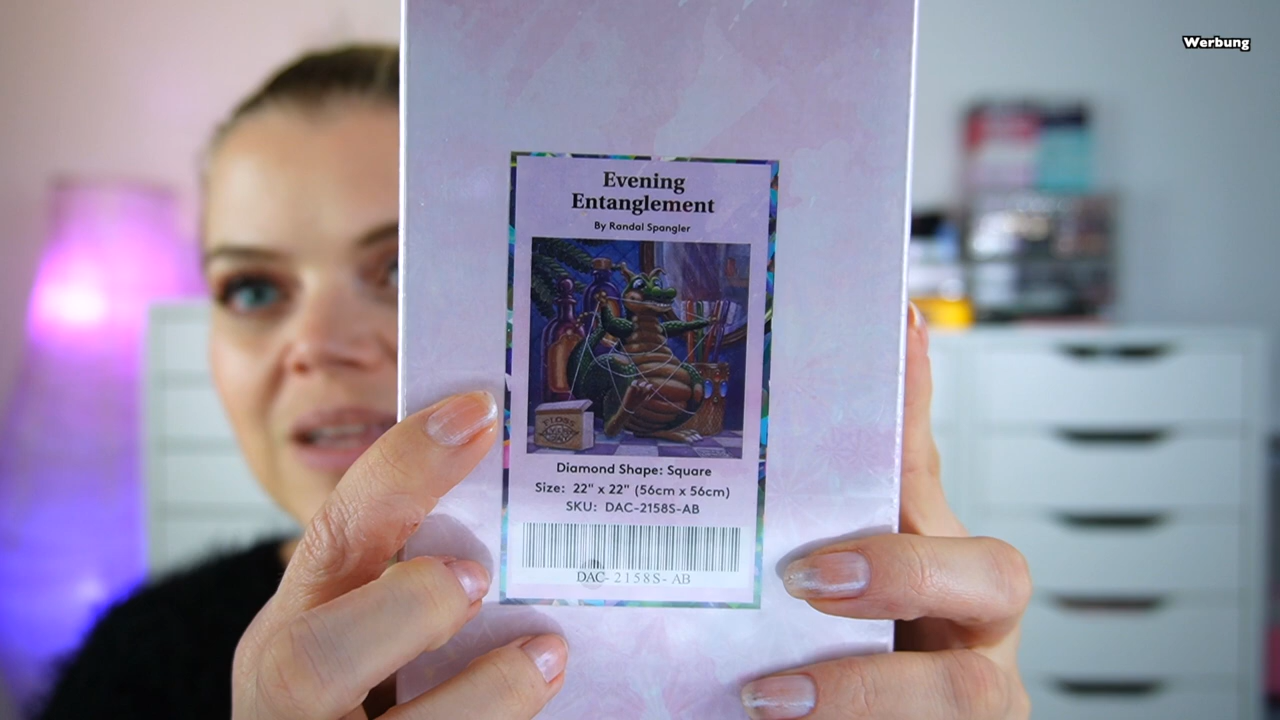 Werbung
Evening
Entanglement
By Randal Spangler
FLOSS
Diamond Shape: Square
Size: 22" x 22" (56cm x 56cm)
SKU: DAC-2158S-AB
DAC-2158S-AB